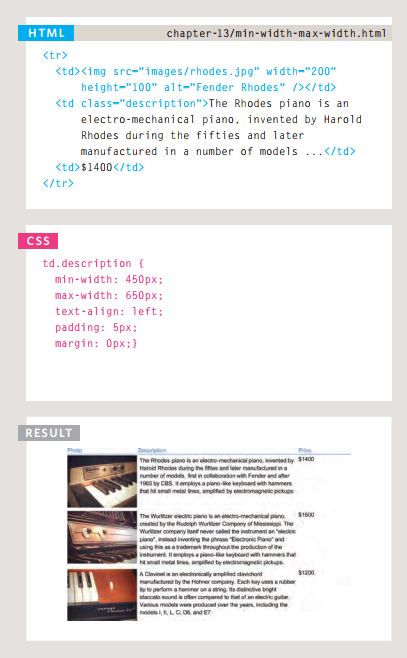 HTML
chapter-13/min-width-max-width.html
<tr>
<td><img src="images/rhodes.jpg" width="200"
height="100" alt="Fender Rhodes" /></td>
<td class="description">The Rhodes piano is an
electro-mechanical piano, invented by Harold
Rhodes during the fifties and later
manufactured in a number of models ...</td>
<td>$1400</td>
</tr>
CSS
td.description {
min-width: 450px;
max-width: 650px;
text-align: left;
padding: 5px;
margin: 0px;}
RESULT
Photo Description Price
The Rhodes piano is an electro-mechanical piano, invented by $1400
Harold Rhodes during the fifties and later manufactured in a
number of models, first in collaboration with Fender and after
1965 by CBS. It employs a piano-like keyboard with hammers
that hit small metal tines, amplified by electromagnetic pickups.
The Wurlitzer electric piano is an electro-mechanical piano, $1600
created by the Rudolph Wurlitzer Company of Mississippi. The
Wurlitzer company itself never called the instrument an "electric
piano", instead inventing the phrase "Electronic Piano" and
using this as a trademark throughout the production of the
instrument. It employs a piano-like keyboard with hammers that
hit small metal tines, amplified by electromagnetic pickups.
A Clavinet is an electronically amplified clavichord $1200
manufactured by the Hohner company. Each key uses a rubber
tip to perform a hammer on a string. Its distinctive bright
staccato sound is often compared to that of an electric guitar.
Various models were produced over the years, including the
models I, II, L, C, D6, and E7.